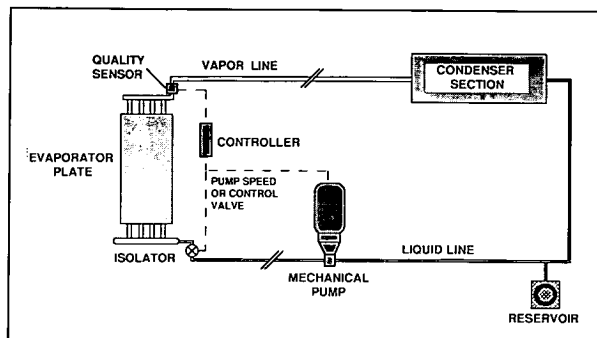 QUALITY
SENSOR
VAPOR LINE
CONDENSER
SECTION
EVAPORATOR
PLATE
CONTROLLER
PUMP SPEED
OR CONTROL
VALVE
ISOLATOR
MECHANICAL
PUMP
LIQUID LINE
RESERVOIR